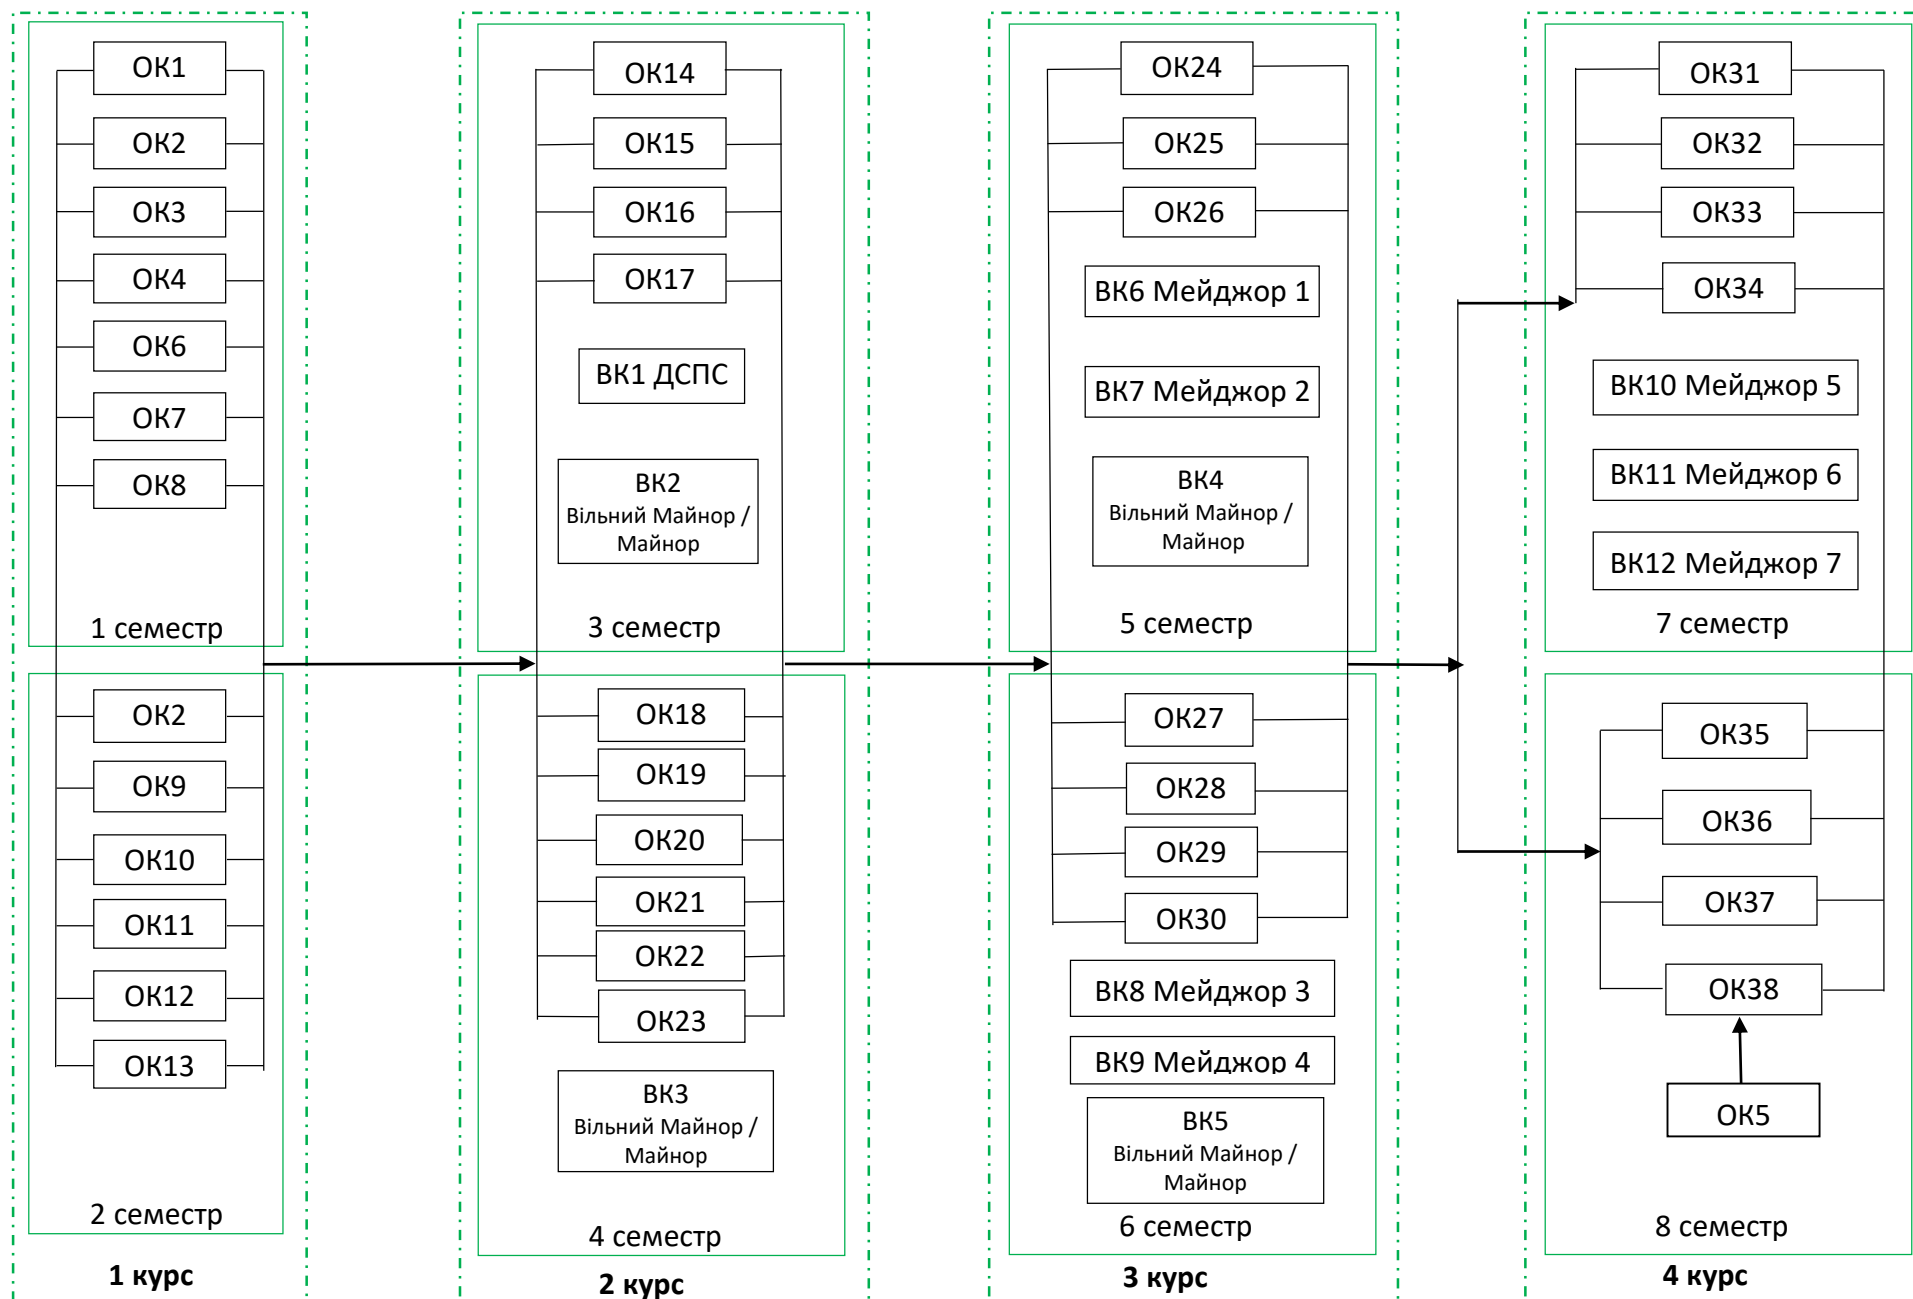 ОК1
ОК2
ОК3
ОК4
ОК6
ОК7
ОК8
1 семестр
ОК2
ОК9
ОК10
ОК11
ОК12
ОК13
2 семестр
1 курс
ОК14
ОК15
ОК16
ОК17
ВК1 ДСПС
ВК2
Вільний Майнор /
Майнор
3 семестр
ОК18
ОК19
ОК20
ОК21
ОК22
ОК23
ВК3
Вільний Майнор /
Майнор
4 семестр
2 курс
ОК24
ОК25
ОК26
ВК6 Мейджор 1
ВК7 Мейджор 2
ВК4
Вільний Майнор /
Майнор
5 семестр
ОК27
ОК28
ОК29
ОК30
ВК8 Мейджор 3
ВК9 Мейджор 4
ВК5
Вільний Майнор /
Майнор
6 семестр
3 курс
ОК31
ОК32
ОК33
ОК34
ВК10 Мейджор 5
ВК11 Мейджор 6
ВК12 Мейджор 7
7 семестр
ОК35
ОК36
ОК37
ОК38
ОК5
8 семестр
4 курс